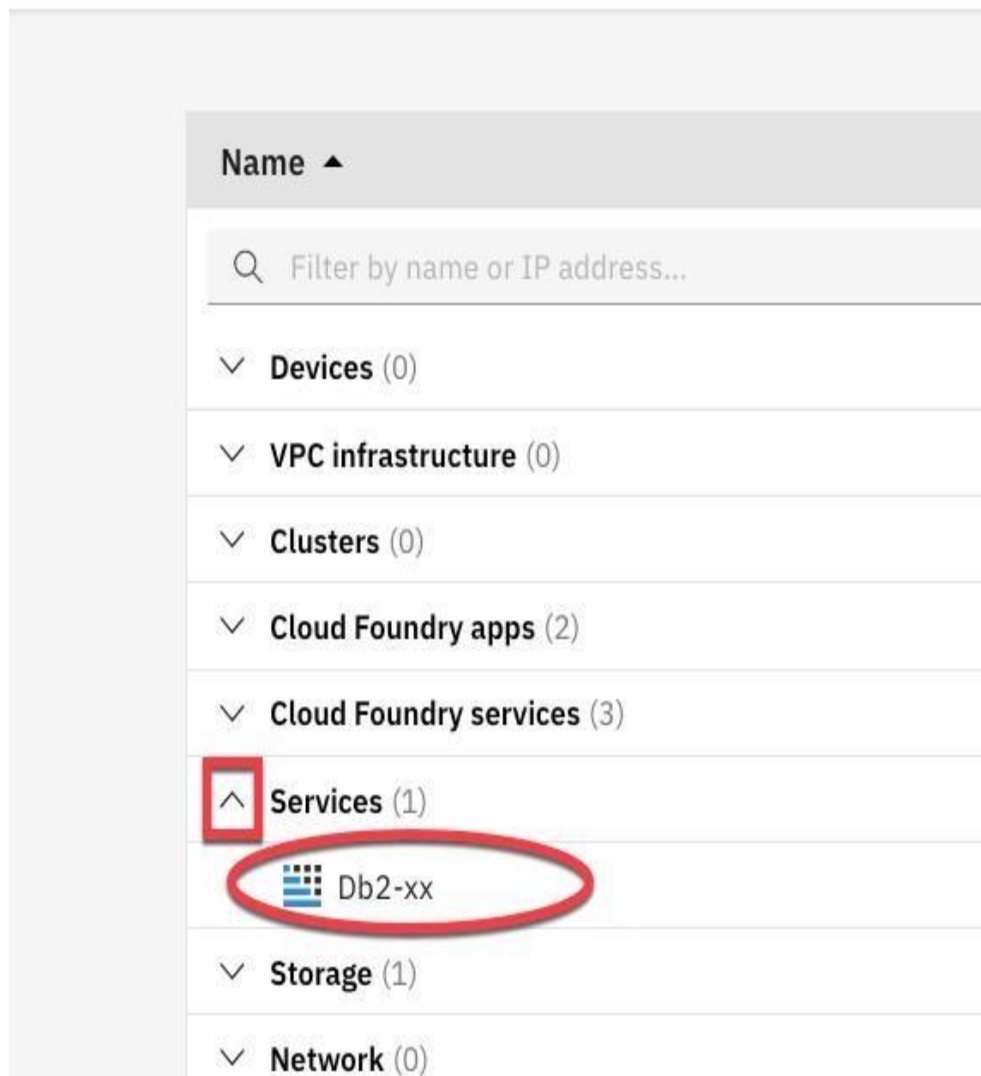 Name
Filter by name or IP address...
Devices (0)
VPC infrastructure (0)
Clusters (0)
Cloud Foundry apps (2)
Cloud Foundry services (3)
Services (1)
Db2-xx
Storage (1)
Network (0)